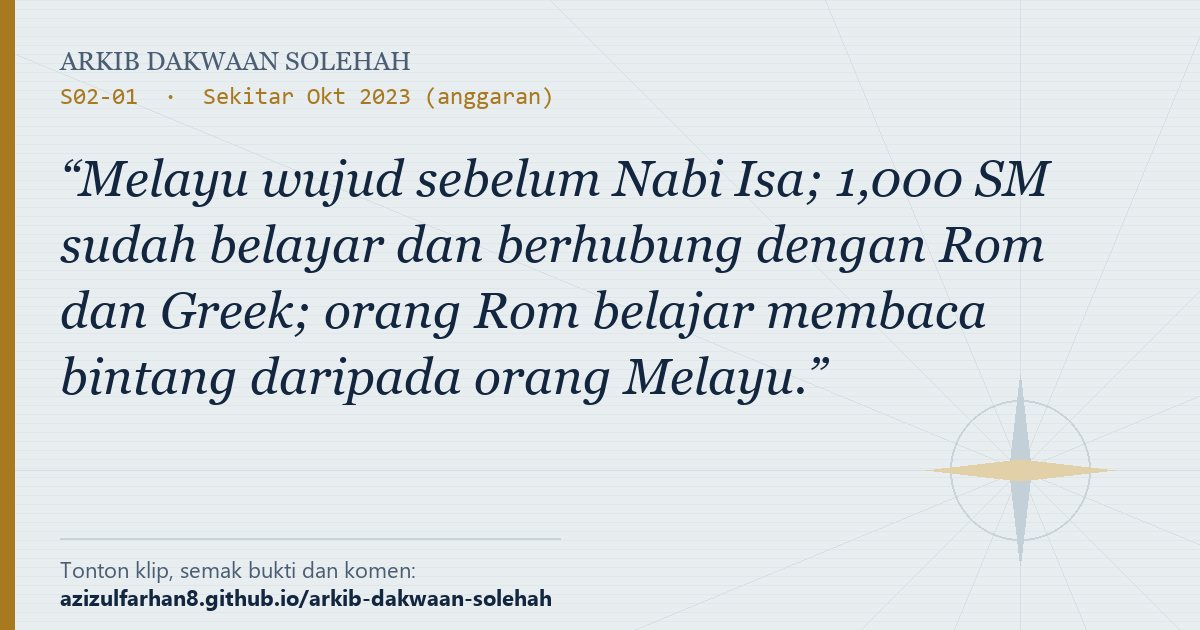 ARKIB DAKWAAN SOLEHAH
S02-01 · Sekitar Okt 2023 (anggaran)
“Melayu wujud sebelum Nabi Isa; 1,000 SM
sudah belayar dan berhubung dengan Rom
dan Greek; orang Rom belajar membaca
bintang daripada orang Melayu.”
Tonton klip, semak bukti dan komen:
azizulfarhan8.github.io/arkib-dakwaan-solehah